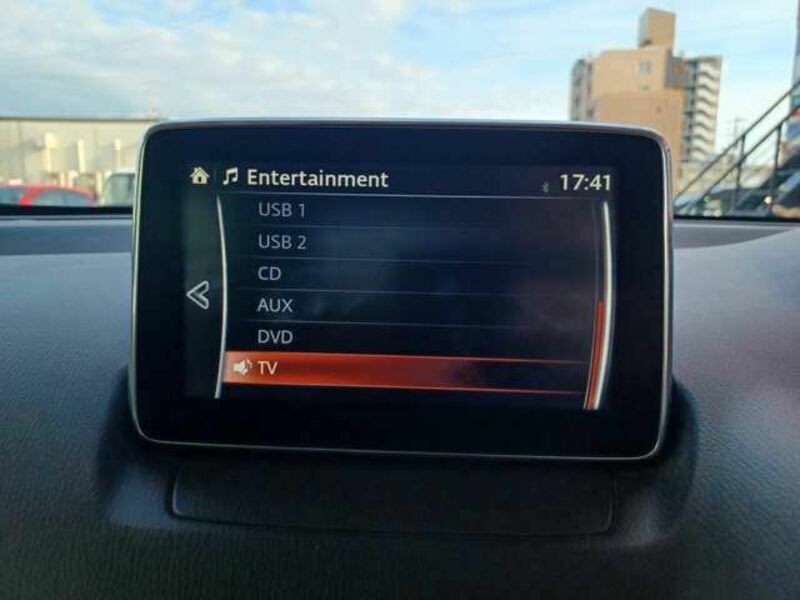 Entertainment 17:41
USB 1
USB 2
CD
AUX
DVD
TV